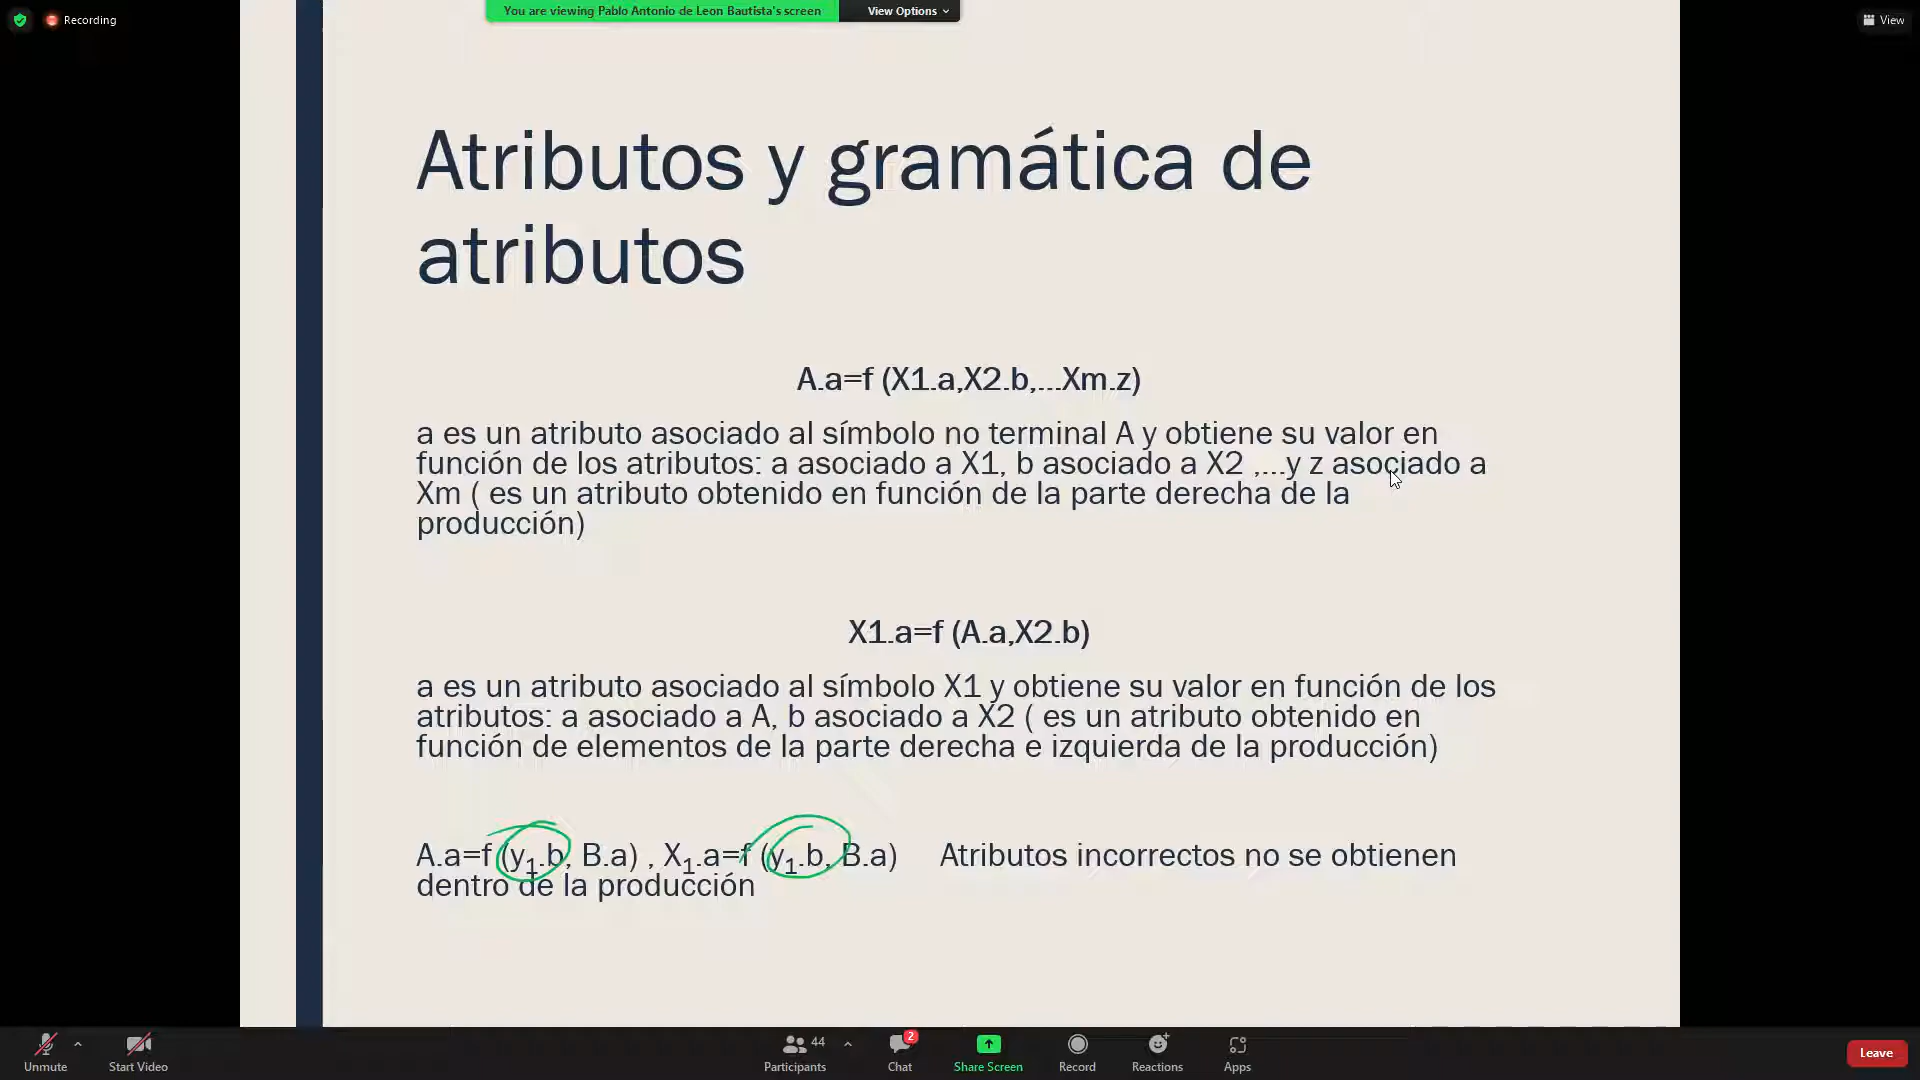 Recording
You are viewing Pablo Antonio de Leon Bautista's screen
View Options
View
Atributos y gramática de
atributos
A.a=f (X1.a,X2.b,...Xm.z)
a es un atributo asociado al símbolo no terminal A y obtiene su valor en
función de los atributos: a asociado a X1, b asociado a X2 ,...y z asociado a
Xm ( es un atributo obtenido en función de la parte derecha de la
producción)
X1.a=f (A.a,X2.b)
a es un atributo asociado al símbolo X1 y obtiene su valor en función de los
atributos: a asociado a A, b asociado a X2 ( es un atributo obtenido en
función de elementos de la parte derecha e izquierda de la producción)
A.a=f (y₁.b, B.a) , X₁.a=f (y₁.b, B.a) Atributos incorrectos no se obtienen
dentro de la producción
Unmute
Start Video
44
Participants
2
Chat
Share Screen
Record
Reactions
Apps
Leave